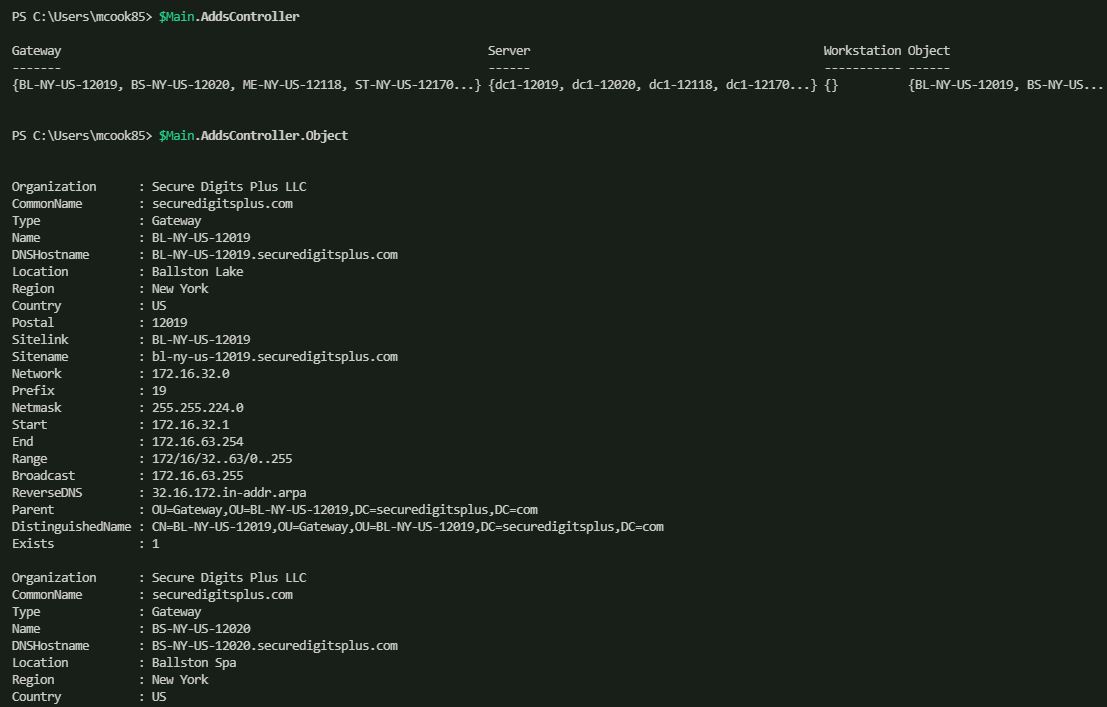 PS C:\Users\mcook85> $Main.AddsController
Gateway Server Workstation Object
------- ------ ----------- ------
{BL-NY-US-12019, BS-NY-US-12020, ME-NY-US-12118, ST-NY-US-12170...} {dc1-12019, dc1-12020, dc1-12118, dc1-12170...} {} {BL-NY-US-12019, BS-NY-US...
PS C:\Users\mcook85> $Main.AddsController.Object
Organization : Secure Digits Plus LLC
CommonName : securedigitsplus.com
Type : Gateway
Name : BL-NY-US-12019
DNSHostname : BL-NY-US-12019.securedigitsplus.com
Location : Ballston Lake
Region : New York
Country : US
Postal : 12019
Sitelink : BL-NY-US-12019
Sitename : bl-ny-us-12019.securedigitsplus.com
Network : 172.16.32.0
Prefix : 19
Netmask : 255.255.224.0
Start : 172.16.32.1
End : 172.16.63.254
Range : 172/16/32..63/0..255
Broadcast : 172.16.63.255
ReverseDNS : 32.16.172.in-addr.arpa
Parent : OU=Gateway,OU=BL-NY-US-12019,DC=securedigitsplus,DC=com
DistinguishedName : CN=BL-NY-US-12019,OU=Gateway,OU=BL-NY-US-12019,DC=securedigitsplus,DC=com
Exists : 1
Organization : Secure Digits Plus LLC
CommonName : securedigitsplus.com
Type : Gateway
Name : BS-NY-US-12020
DNSHostname : BS-NY-US-12020.securedigitsplus.com
Location : Ballston Spa
Region : New York
Country : US